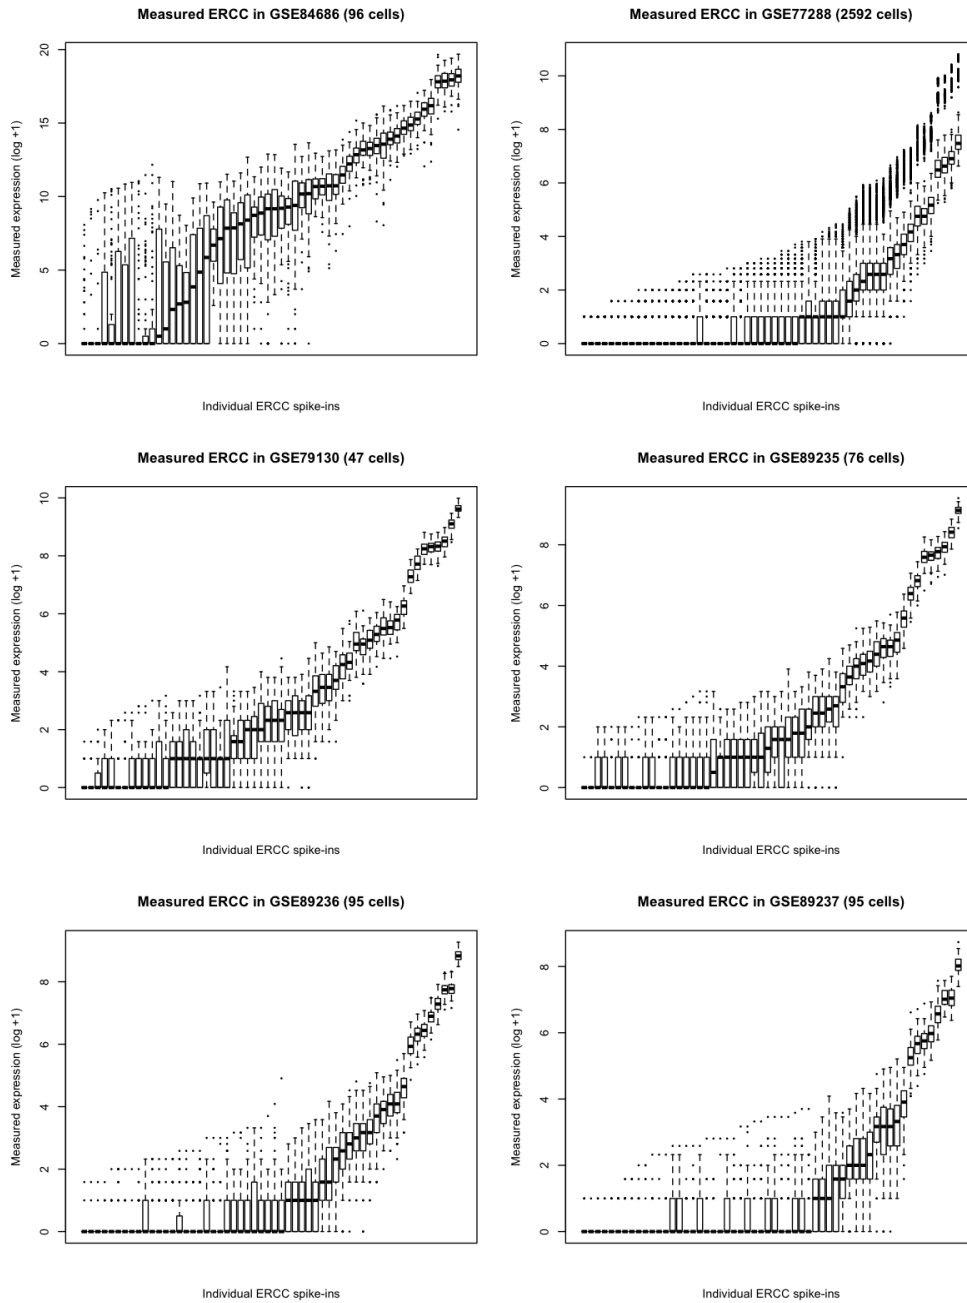 Measured ERCC in GSE84686 (96 cells)
Measured expression (log +1)
0
5
10
15
20
Individual ERCC spike-ins
Measured ERCC in GSE77288 (2592 cells)
Measured expression (log +1)
0
2
4
6
8
10
Individual ERCC spike-ins
Measured ERCC in GSE79130 (47 cells)
Measured expression (log +1)
0
2
4
6
8
10
Individual ERCC spike-ins
Measured ERCC in GSE89235 (76 cells)
Measured expression (log +1)
0
2
4
6
8
Individual ERCC spike-ins
Measured ERCC in GSE89236 (95 cells)
Measured expression (log +1)
0
2
4
6
8
Individual ERCC spike-ins
Measured ERCC in GSE89237 (95 cells)
Measured expression (log +1)
0
2
4
6
8
Individual ERCC spike-ins